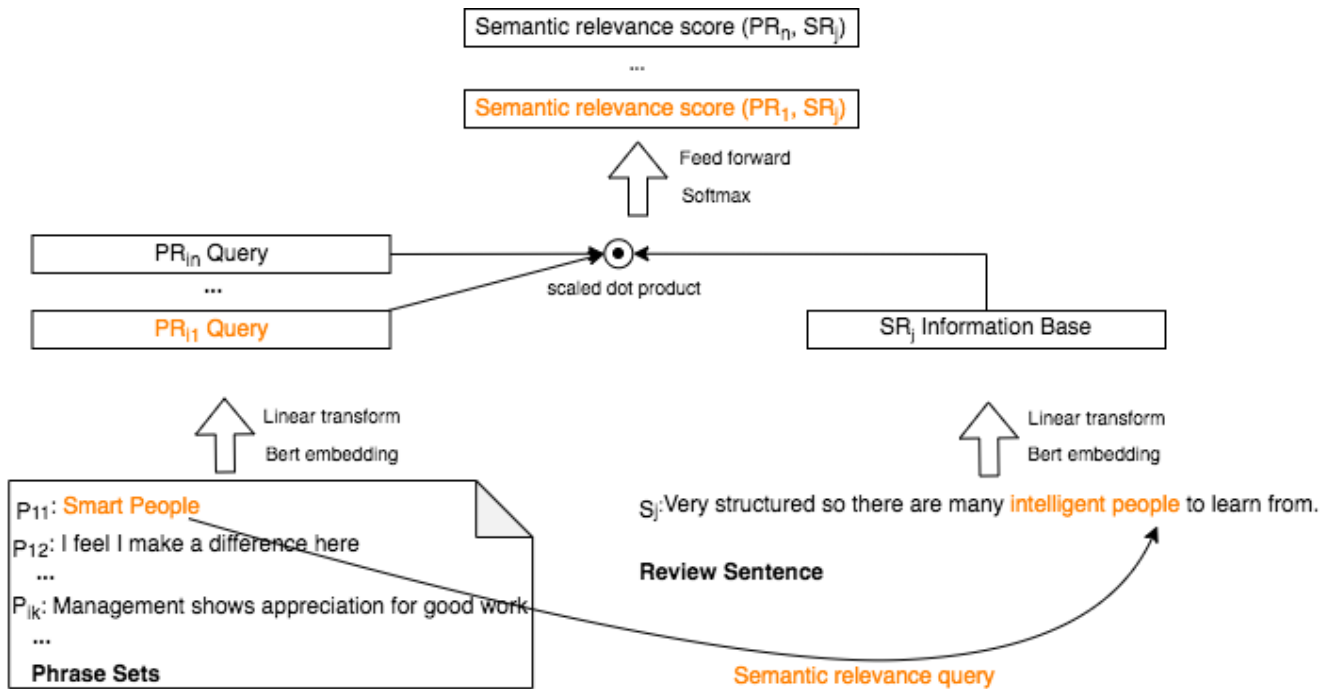 Semantic relevance score (PRn, SRj)
...
Semantic relevance score (PR1, SRj)
Feed forward
Softmax
PRin Query
...
PRi1 Query
scaled dot product
SRj Information Base
Linear transform
Bert embedding
Linear transform
Bert embedding
P11: Smart People
P12: I feel I make a difference here
...
Pik: Management shows appreciation for good work
...
Phrase Sets
Sj:Very structured so there are many intelligent people to learn from.
Review Sentence
Semantic relevance query